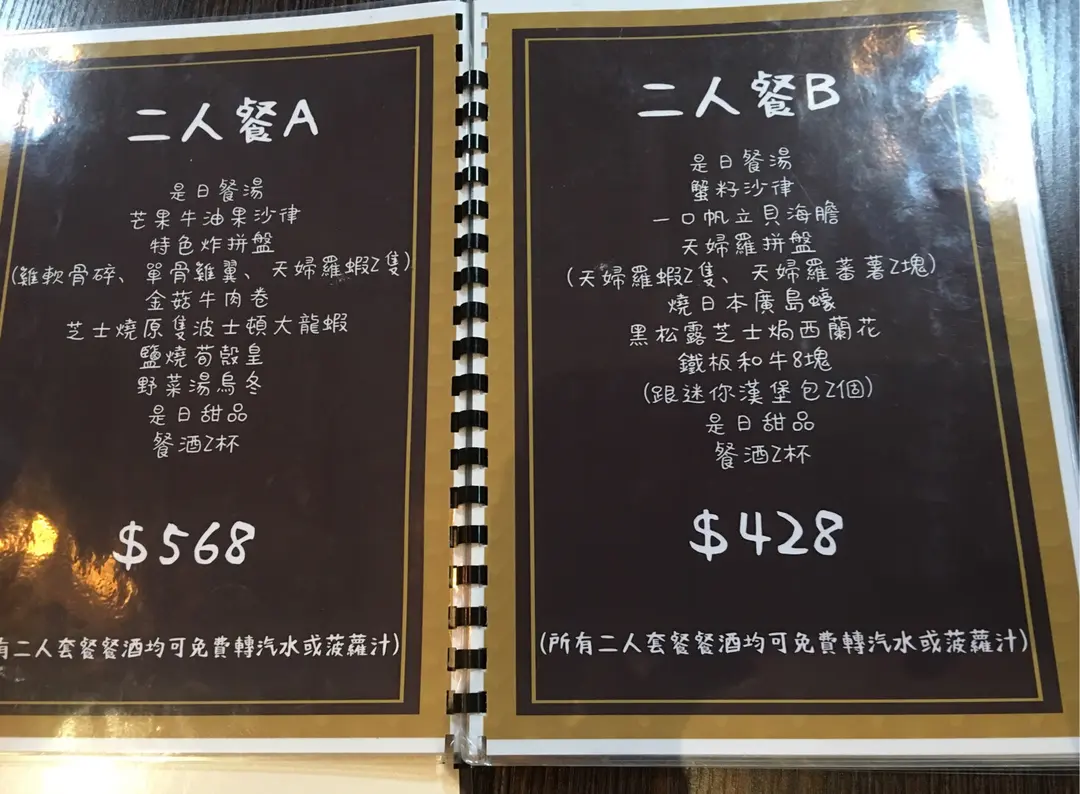 二人餐A
是日餐湯
芒果牛油果沙律
特色炸拼盤
(雞軟骨碎、單骨雞翼、天婦羅蝦2隻)
金菇牛肉卷
芝士燒原隻波士頓大龍蝦
鹽燒荀殼皇
野菜湯烏冬
是日甜品
餐酒2杯
$568
有二人套餐餐酒均可免費轉汽水或菠蘿汁)
二人餐B
是日餐湯
蟹籽沙律
一口帆立貝海膽
天婦羅拼盤
(天婦羅蝦2隻、天婦羅蕃薯2塊)
燒日本廣島蠔
黑松露芝士焗西蘭花
鐵板和牛8塊
(跟迷你漢堡包2個)
是日甜品
餐酒2杯
$428
(所有二人套餐餐酒均可免費轉汽水或菠蘿汁)